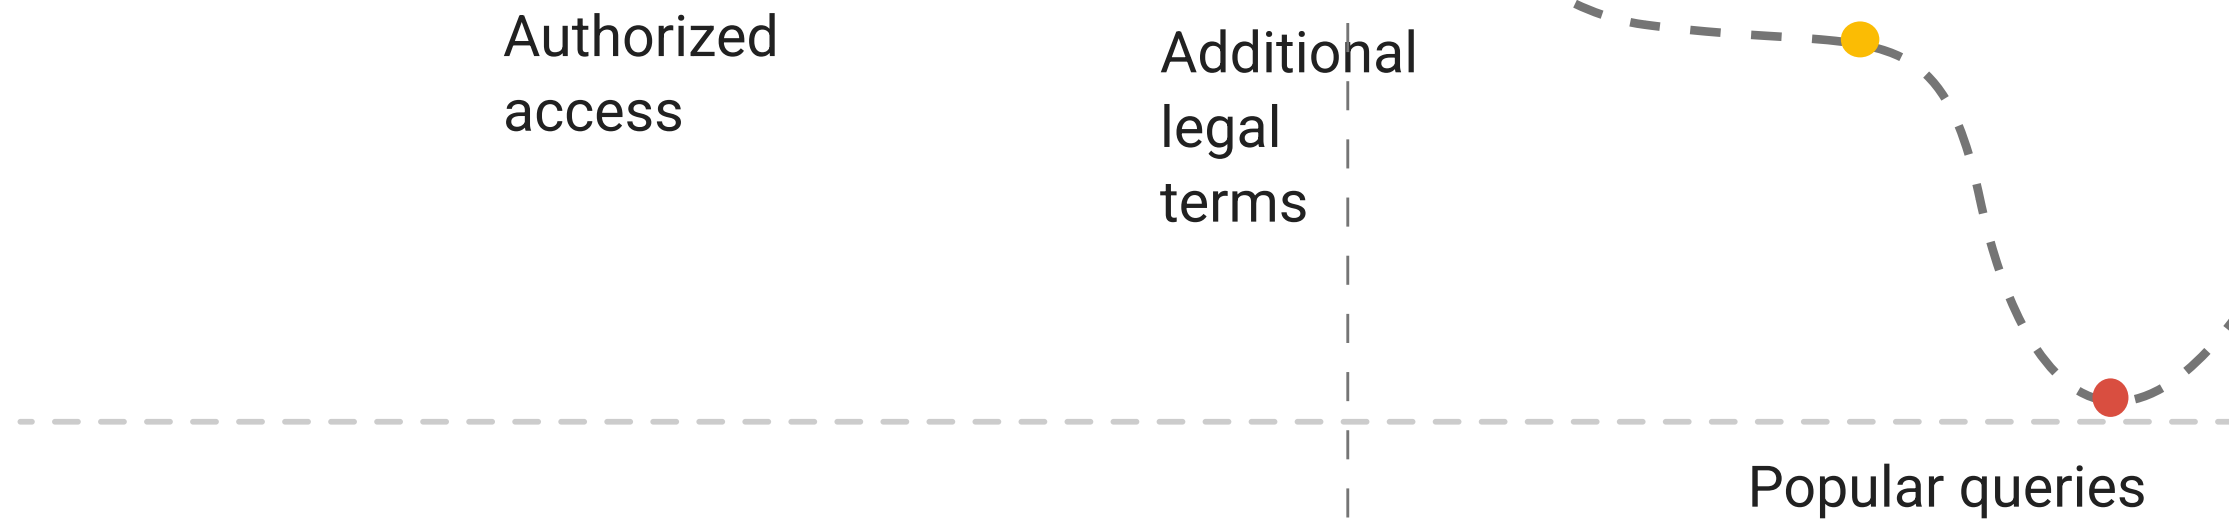 Authorized
access
Additional
legal
terms
Popular queries